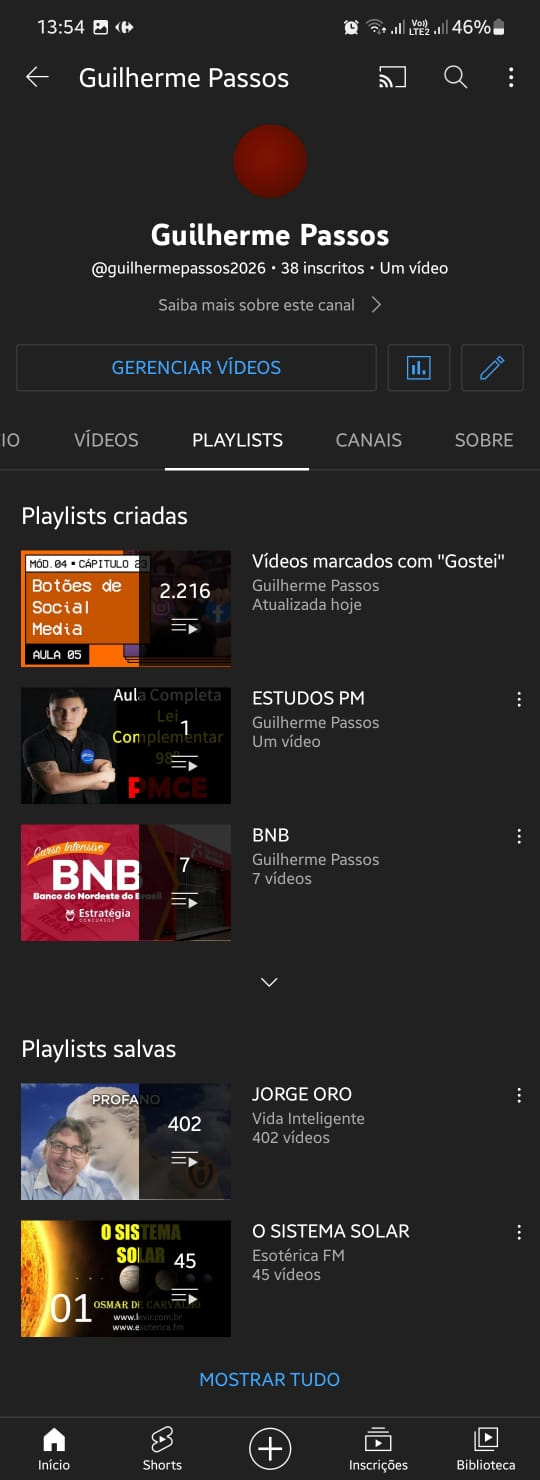 13:54
Vo))
LTE2
46%
Guilherme Passos
Guilherme Passos
@guilhermepassos2026 • 38 inscritos • Um vídeo
Saiba mais sobre este canal
GERENCIAR VÍDEOS
IO
VÍDEOS
PLAYLISTS
CANAIS
SOBRE
Playlists criadas
MÓD.04 • CAPÍTULO 23
Botões de
Social
Media
AULA 05
2.216
Vídeos marcados com "Gostei"
Guilherme Passos
Atualizada hoje
Aula Completa
Lei
Complementar
98
PMCE
1
ESTUDOS PM
Guilherme Passos
Um vídeo
Curso Intensivo
BNB
Banco do Nordeste do Brasil
Estratégia
CONCURSOS
7
BNB
Guilherme Passos
7 vídeos
Playlists salvas
PROFANO
402
JORGE ORO
Vida Inteligente
402 vídeos
O SISTEMA
SOLAR
45
01
OSMAR DE CARVALHO
www.levir.com.br
www.esoterica.fm
O SISTEMA SOLAR
Esotérica FM
45 vídeos
MOSTRAR TUDO
Início
Shorts
Inscrições
Biblioteca